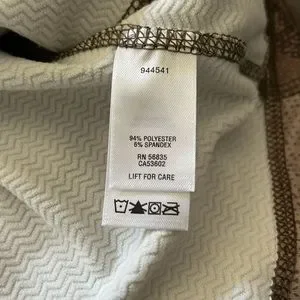 944541
94% POLYESTER
6% SPANDEX
RN 56835
CA53602
LIFT FOR CARE